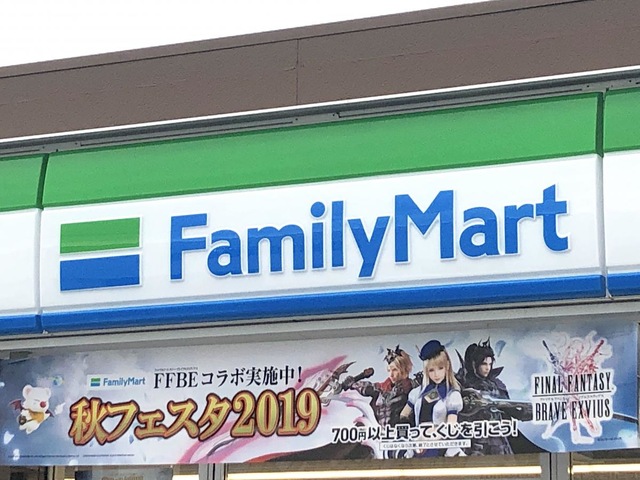 FamilyMart
FamilyMart
FFBEコラボ実施中!
秋フェスタ2019
700円以上買ってくじを引こう!
FINAL FANTASY
BRAVE EXVIUS